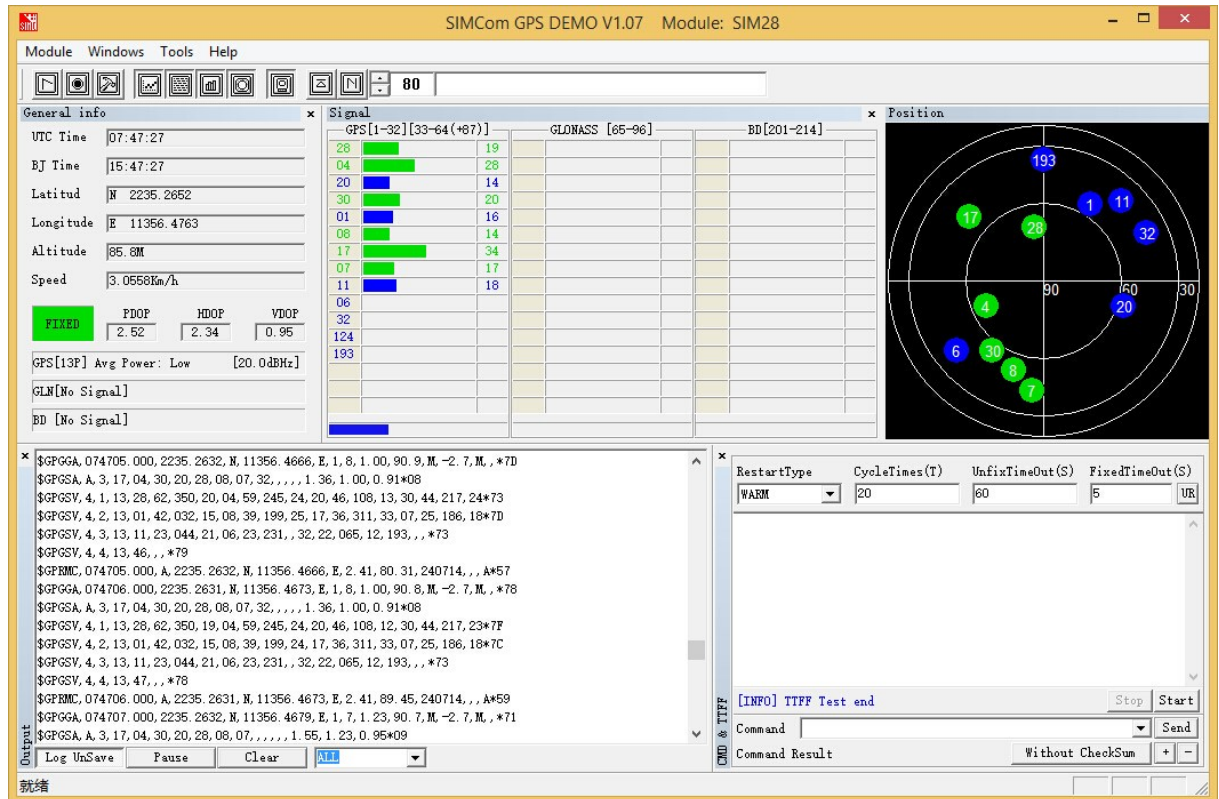 SIMCom GPS DEMO V1.07 Module: SIM28
Module Windows Tools Help
80
General info
UTC Time 07:47:27
BJ Time 15:47:27
Latitud N 2235.2652
Longitude E 11356.4763
Altitude 85.8M
Speed 3.0558Km/h
PDOP HDOP VDOP
FIXED 2.52 2.34 0.95
GPS[13P] Avg Power: Low [20.0dBHz]
GLN[No Signal]
BD [No Signal]
Signal
GPS[1-32][33-64(+87)] GLONASS [65-96] BD[201-214]
28 19
04 28
20 14
30 20
01 16
08 14
17 34
07 17
11 18
06
32
124
193
Position
193
1 11
17
28
32
90 60 30
4 20
6 30
8
7
$GPGGA,074705.000,2235.2632,N,11356.4666,E,1,8,1.00,90.9,M,-2.7,M,,*7D
$GPGSA,A,3,17,04,30,20,28,08,07,32,,,,,1.36,1.00,0.91*08
$GPGSV,4,1,13,28,62,350,20,04,59,245,24,20,46,108,13,30,44,217,24*73
$GPGSV,4,2,13,01,42,032,15,08,39,199,25,17,36,311,33,07,25,186,18*7D
$GPGSV,4,3,13,11,23,044,21,06,23,231,,32,22,065,12,193,,,*73
$GPGSV,4,4,13,46,,,*79
$GPRMC,074705.000,A,2235.2632,N,11356.4666,E,2.41,80.31,240714,,,A*57
$GPGGA,074706.000,2235.2631,N,11356.4673,E,1,8,1.00,90.8,M,-2.7,M,,*78
$GPGSA,A,3,17,04,30,20,28,08,07,32,,,,,1.36,1.00,0.91*08
$GPGSV,4,1,13,28,62,350,19,04,59,245,24,20,46,108,12,30,44,217,23*7F
$GPGSV,4,2,13,01,42,032,15,08,39,199,24,17,36,311,33,07,25,186,18*7C
$GPGSV,4,3,13,11,23,044,21,06,23,231,,32,22,065,12,193,,,*73
$GPGSV,4,4,13,47,,,*78
$GPRMC,074706.000,A,2235.2631,N,11356.4673,E,2.41,89.45,240714,,,A*59
$GPGGA,074707.000,2235.2632,N,11356.4679,E,1,7,1.23,90.7,M,-2.7,M,,*71
$GPGSA,A,3,17,04,30,20,28,08,07,,,,,,1.55,1.23,0.95*09
Output
Log UnSave Pause Clear ALL
RestartType CycleTimes(T) UnfixTimeOut(S) FixedTimeOut(S)
WARM 20 60 5 UR
[INFO] TTFF Test end Stop Start
CMD & TTFF
Command Send
Command Result Without CheckSum + -
就绪